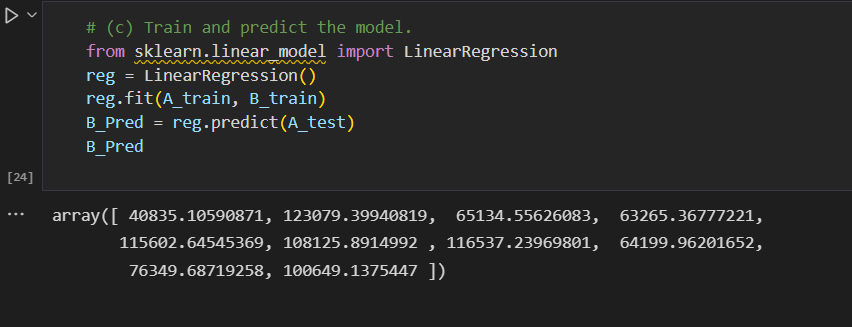 # (c) Train and predict the model.
from sklearn.linear_model import LinearRegression
reg = LinearRegression()
reg.fit(A_train, B_train)
B_Pred = reg.predict(A_test)
B_Pred
[24]
... array([ 40835.10590871, 123079.39940819,  65134.55626083,  63265.36777221,
       115602.64545369, 108125.8914992 , 116537.23969801,  64199.96201652,
        76349.68719258, 100649.1375447 ])